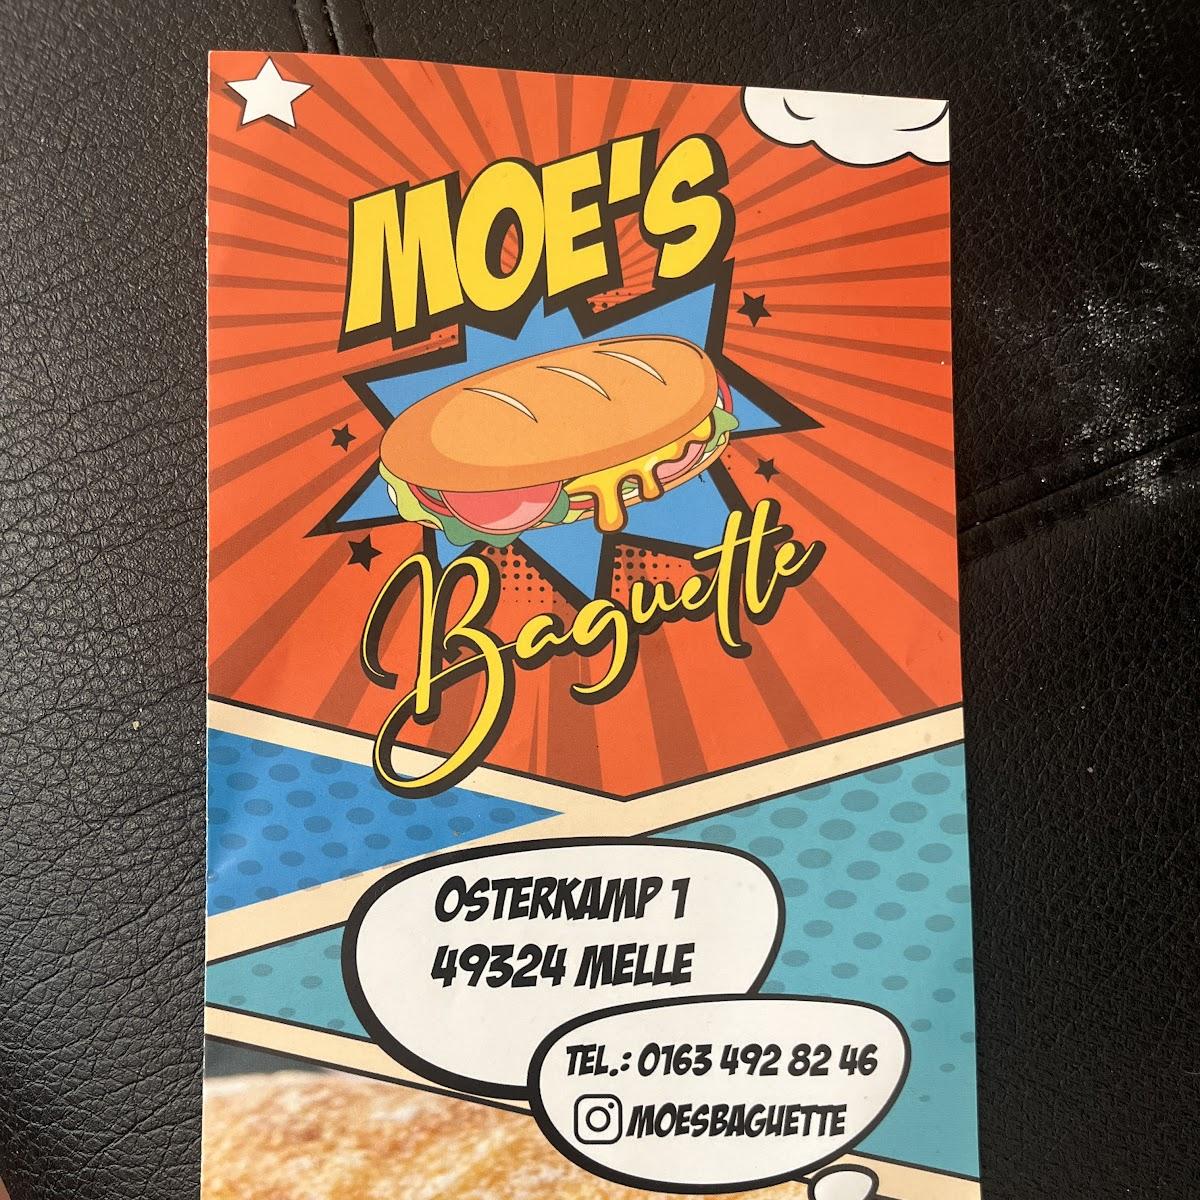 MOE'S
Baguette
OSTERKAMP 1
49324 MELLE
TEL.: 0163 492 82 46
MOESBAGUETTE